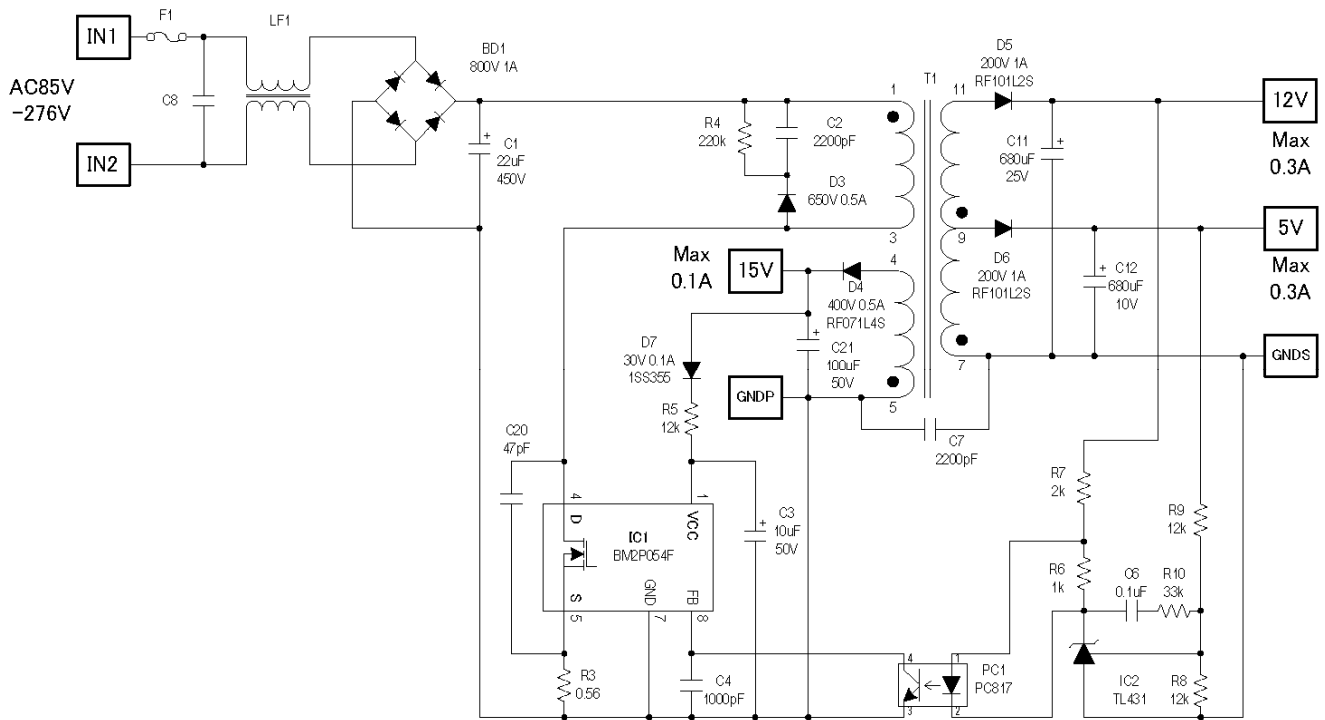 IN1
F1
LF1
BD1
800V 1A
AC85V
-276V
C8
IN2
C1
22uF
450V
R4
220k
C2
2200pF
D3
650V 0.5A
T1
1
3
4
5
11
9
7
D5
200V 1A
RF101L2S
12V
Max
0.3A
C11
680uF
25V
5V
Max
0.3A
D6
200V 1A
RF101L2S
C12
680uF
10V
GNDS
Max
0.1A
15V
D4
400V 0.5A
RF071L4S
D7
30V 0.1A
1SS355
C21
100uF
50V
GNDP
R5
12k
C7
2200pF
C20
47pF
4
D
1
VCC
IC1
BM2P054F
S
5
GND
7
FB
8
C3
10uF
50V
R3
0.56
C4
1000pF
4
3
1
2
PC1
PC817
R7
2k
R6
1k
C6
0.1uF
R10
33k
R9
12k
IC2
TL431
R8
12k